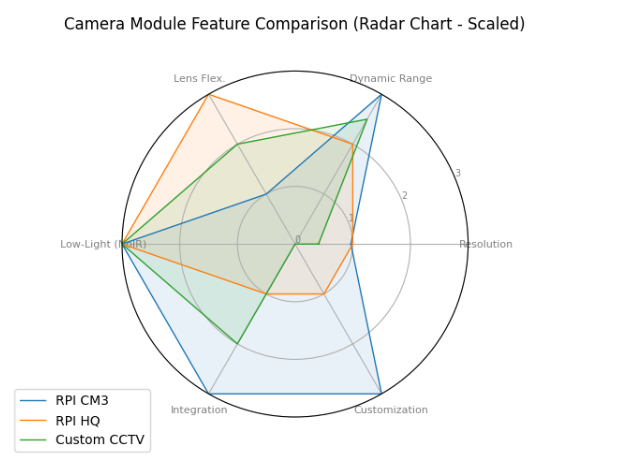 Camera Module Feature Comparison (Radar Chart - Scaled)
Lens Flex.
Dynamic Range
3
2
1
0
Low-Light (NoIR)
Resolution
Integration
Customization
RPI CM3
RPI HQ
Custom CCTV